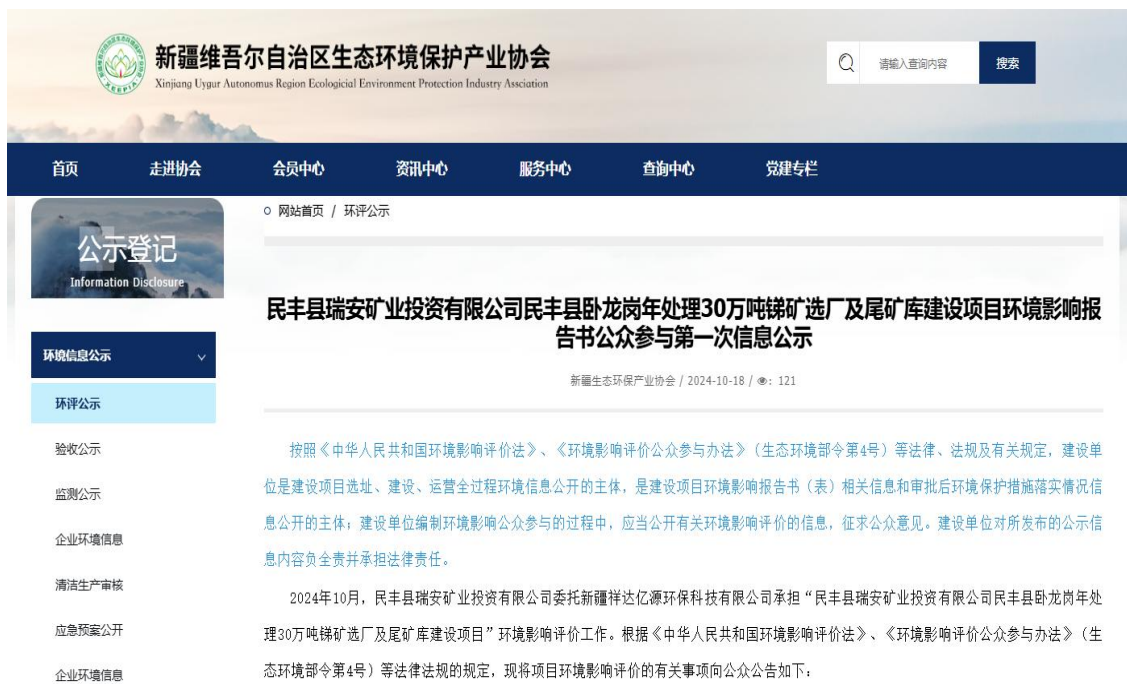 新疆维吾尔自治区生态环境保护产业协会
Xinjiang Uygur Autonomus Region Ecologicial Environment Protection Industry Assciation
请输入查询内容
搜索
首页 走进协会 会员中心 资讯中心 服务中心 查询中心 党建专栏
公示登记
Information Disclosure
网站首页 / 环评公示
民丰县瑞安矿业投资有限公司民丰县卧龙岗年处理30万吨锑矿选厂及尾矿库建设项目环境影响报
告书公众参与第一次信息公示
新疆生态环保产业协会 / 2024-10-18 / : 121
环境信息公示
环评公示
验收公示
监测公示
企业环境信息
清洁生产审核
应急预案公开
企业环境信息
按照《中华人民共和国环境影响评价法》、《环境影响评价公众参与办法》（生态环境部令第4号）等法律、法规及有关规定，建设单
位是建设项目选址、建设、运营全过程环境信息公开的主体，是建设项目环境影响报告书（表）相关信息和审批后环境保护措施落实情况信
息公开的主体；建设单位编制环境影响公众参与的过程中，应当公开有关环境影响评价的信息，征求公众意见。建设单位对所发布的公示信
息内容负全责并承担法律责任。
2024年10月，民丰县瑞安矿业投资有限公司委托新疆祥达亿源环保科技有限公司承担“民丰县瑞安矿业投资有限公司民丰县卧龙岗年处
理30万吨锑矿选厂及尾矿库建设项目”环境影响评价工作。根据《中华人民共和国环境影响评价法》、《环境影响评价公众参与办法》（生
态环境部令第4号）等法律法规的规定，现将项目环境影响评价的有关事项向公众公告如下：